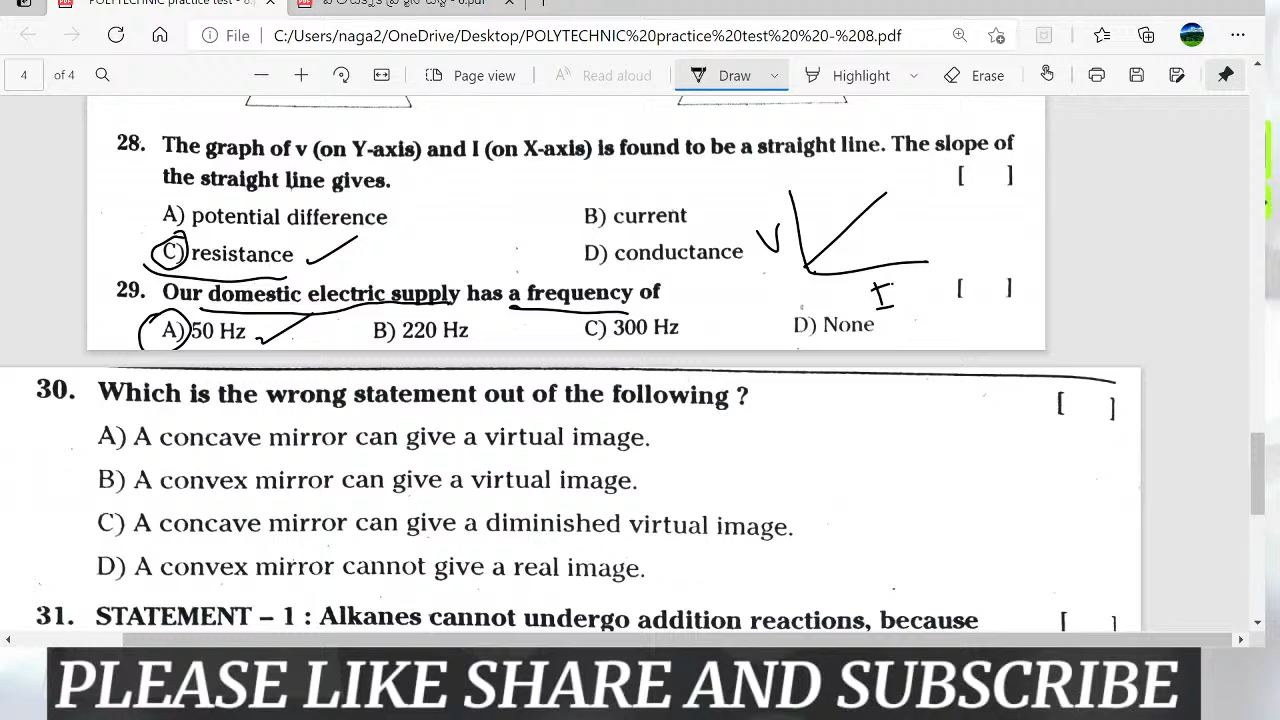 POLYTECHNIC practice test - 8.p
File C:/Users/naga2/OneDrive/Desktop/POLYTECHNIC%20practice%20test%20%20-%208.pdf
4 of 4 Page view Read aloud Draw Highlight Erase
28. The graph of v (on Y-axis) and I (on X-axis) is found to be a straight line. The slope of
the straight line gives. [ ]
A) potential difference B) current
C) resistance D) conductance
V
I
29. Our domestic electric supply has a frequency of [ ]
A) 50 Hz B) 220 Hz C) 300 Hz D) None
30. Which is the wrong statement out of the following ? [ ]
A) A concave mirror can give a virtual image.
B) A convex mirror can give a virtual image.
C) A concave mirror can give a diminished virtual image.
D) A convex mirror cannot give a real image.
31. STATEMENT – 1 : Alkanes cannot undergo addition reactions, because [ ]
PLEASE LIKE SHARE AND SUBSCRIBE